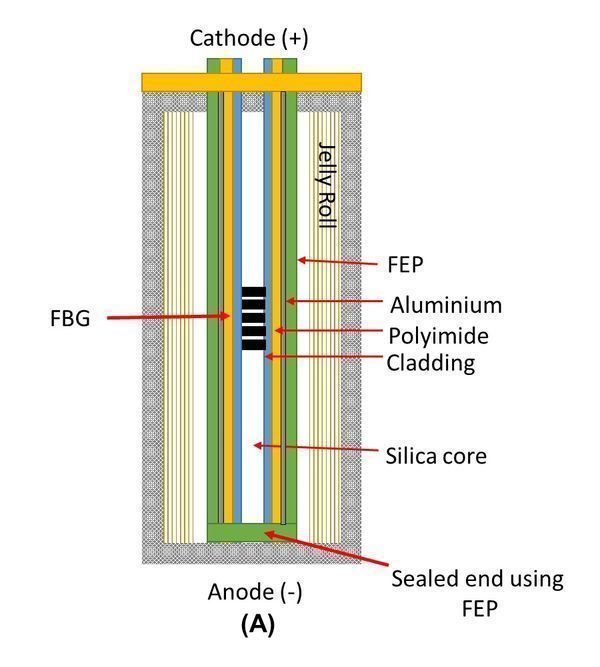 Cathode (+)
Jelly Roll
FEP
Aluminium
FBG
Polyimide
Cladding
Silica core
Sealed end using
FEP
Anode (-)
(A)